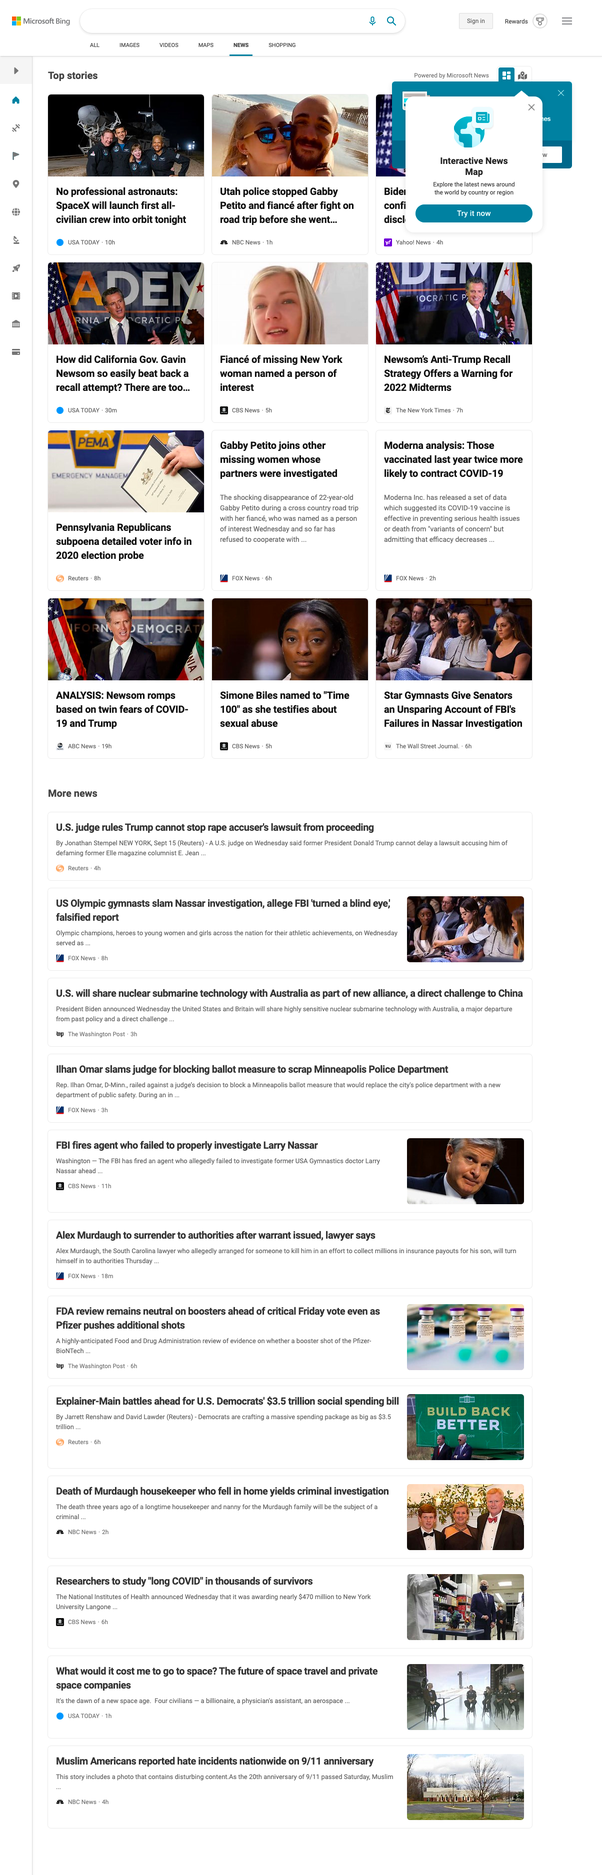 Microsoft Bing
Sign in
Rewards
ALL IMAGES VIDEOS MAPS NEWS SHOPPING
Top stories
Powered by Microsoft News
No professional astronauts:
SpaceX will launch first all-
civilian crew into orbit tonight
USA TODAY · 10h
Utah police stopped Gabby
Petito and fiancé after fight on
road trip before she went...
NBC News · 1h
Biden
confi
discl
Yahoo! News · 4h
Interactive News
Map
Explore the latest news around
the world by country or region
Try it now
How did California Gov. Gavin
Newsom so easily beat back a
recall attempt? There are too...
USA TODAY · 30m
Fiancé of missing New York
woman named a person of
interest
CBS News · 5h
Newsom's Anti-Trump Recall
Strategy Offers a Warning for
2022 Midterms
The New York Times · 7h
PEMA
EMERGENCY MANAGEM
Pennsylvania Republicans
subpoena detailed voter info in
2020 election probe
Reuters · 8h
Gabby Petito joins other
missing women whose
partners were investigated
The shocking disappearance of 22-year-old
Gabby Petito during a cross country road trip
with her fiancé, who was named as a person
of interest Wednesday and so far has
refused to cooperate with ...
FOX News · 6h
Moderna analysis: Those
vaccinated last year twice more
likely to contract COVID-19
Moderna Inc. has released a set of data
which suggested its COVID-19 vaccine is
effective in preventing serious health issues
or death from "variants of concern" but
admitting that efficacy decreases ...
FOX News · 2h
ANALYSIS: Newsom romps
based on twin fears of COVID-
19 and Trump
ABC News · 19h
Simone Biles named to "Time
100" as she testifies about
sexual abuse
CBS News · 5h
Star Gymnasts Give Senators
an Unsparing Account of FBI's
Failures in Nassar Investigation
The Wall Street Journal. · 6h
More news
U.S. judge rules Trump cannot stop rape accuser's lawsuit from proceeding
By Jonathan Stempel NEW YORK, Sept 15 (Reuters) - A U.S. judge on Wednesday said former President Donald Trump cannot delay a lawsuit accusing him of
defaming former Elle magazine columnist E. Jean ...
Reuters · 4h
US Olympic gymnasts slam Nassar investigation, allege FBI 'turned a blind eye,'
falsified report
Olympic champions, heroes to young women and girls across the nation for their athletic achievements, on Wednesday
served as ...
FOX News · 8h
U.S. will share nuclear submarine technology with Australia as part of new alliance, a direct challenge to China
President Biden announced Wednesday the United States and Britain will share highly sensitive nuclear submarine technology with Australia, a major departure
from past policy and a direct challenge ...
The Washington Post · 3h
Ilhan Omar slams judge for blocking ballot measure to scrap Minneapolis Police Department
Rep. Ilhan Omar, D-Minn., railed against a judge's decision to block a Minneapolis ballot measure that would replace the city's police department with a new
department of public safety. During an in ...
FOX News · 3h
FBI fires agent who failed to properly investigate Larry Nassar
Washington — The FBI has fired an agent who allegedly failed to investigate former USA Gymnastics doctor Larry
Nassar ahead ...
CBS News · 11h
Alex Murdaugh to surrender to authorities after warrant issued, lawyer says
Alex Murdaugh, the South Carolina lawyer who allegedly arranged for someone to kill him in an effort to collect millions in insurance payouts for his son, will turn
himself in to authorities Thursday ...
FOX News · 18m
FDA review remains neutral on boosters ahead of critical Friday vote even as
Pfizer pushes additional shots
A highly-anticipated Food and Drug Administration review of evidence on whether a booster shot of the Pfizer-
BioNTech ...
The Washington Post · 6h
Explainer-Main battles ahead for U.S. Democrats' $3.5 trillion social spending bill
By Jarrett Renshaw and David Lawder (Reuters) - Democrats are crafting a massive spending package as big as $3.5
trillion ...
Reuters · 6h
BUILD BACK
BETTER
Death of Murdaugh housekeeper who fell in home yields criminal investigation
The death three years ago of a longtime housekeeper and nanny for the Murdaugh family will be the subject of a
criminal ...
NBC News · 2h
Researchers to study "long COVID" in thousands of survivors
The National Institutes of Health announced Wednesday that it was awarding nearly $470 million to New York
University Langone ...
CBS News · 6h
What would it cost me to go to space? The future of space travel and private
space companies
It's the dawn of a new space age. Four civilians — a billionaire, a physician's assistant, an aerospace ...
USA TODAY · 1h
Muslim Americans reported hate incidents nationwide on 9/11 anniversary
This story includes a photo that contains disturbing content.As the 20th anniversary of 9/11 passed Saturday, Muslim
...
NBC News · 4h